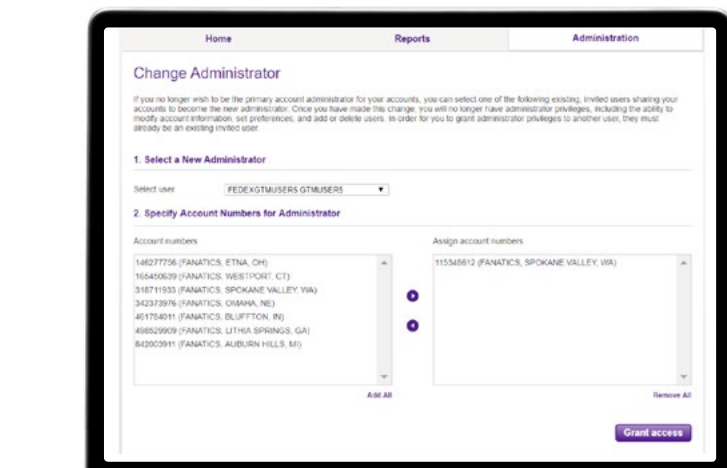 Home Reports Administration
Change Administrator
If you no longer wish to be the primary account administrator for your accounts, you can select one of the following existing, invited users sharing your
accounts to become the new administrator. Once you have made this change, you will no longer have administrator privileges, including the ability to
modify account information, set preferences, and add or delete users. In order for you to grant administrator privileges to another user, they must
already be an existing invited user.
1. Select a New Administrator
Select user FEDEXGTMUSER5 GTMUSER5
2. Specify Account Numbers for Administrator
Account numbers Assign account numbers
146277756 (FANATICS, ETNA, OH) 115348612 (FANATICS, SPOKANE VALLEY, WA)
165450639 (FANATICS, WESTPORT, CT)
318711933 (FANATICS, SPOKANE VALLEY, WA)
342373976 (FANATICS, OMAHA, NE)
461784011 (FANATICS, BLUFFTON, IN)
498529909 (FANATICS, LITHIA SPRINGS, GA)
842003911 (FANATICS, AUBURN HILLS, MI)
Add All Remove All
Grant access